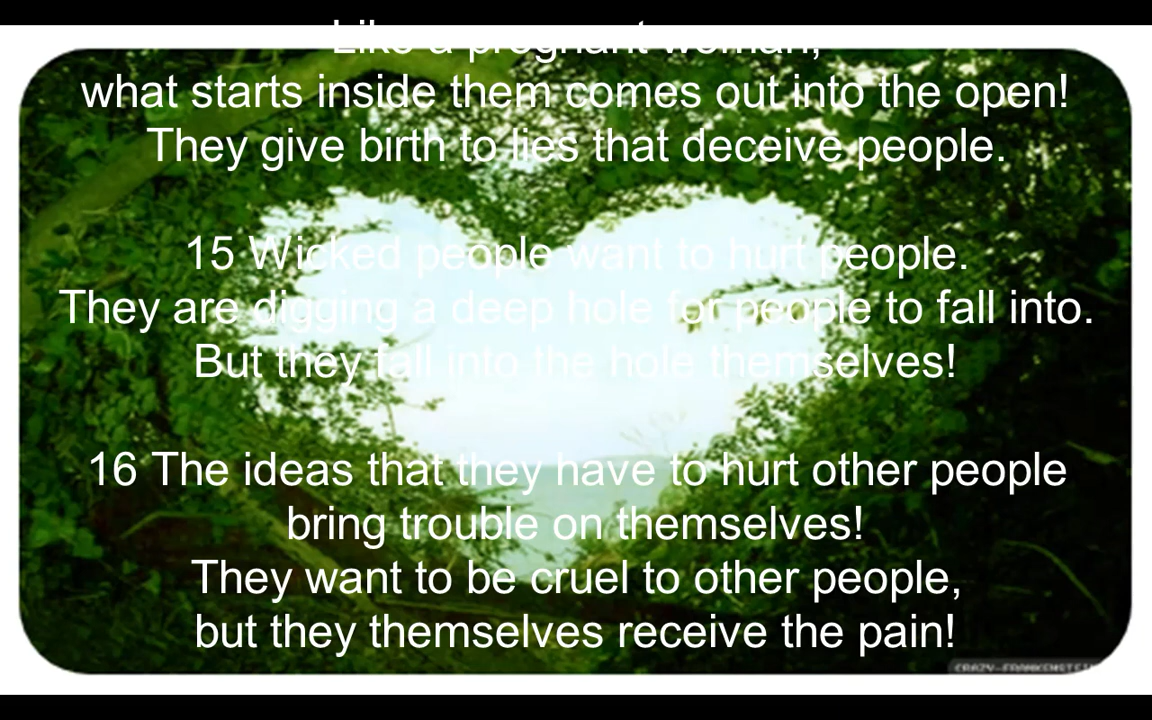 Like a pregnant woman,
what starts inside them comes out into the open!
They give birth to lies that deceive people.
15 Wicked people want to hurt people.
They are digging a deep hole for people to fall into.
But they fall into the hole themselves!
16 The ideas that they have to hurt other people
bring trouble on themselves!
They want to be cruel to other people,
but they themselves receive the pain!